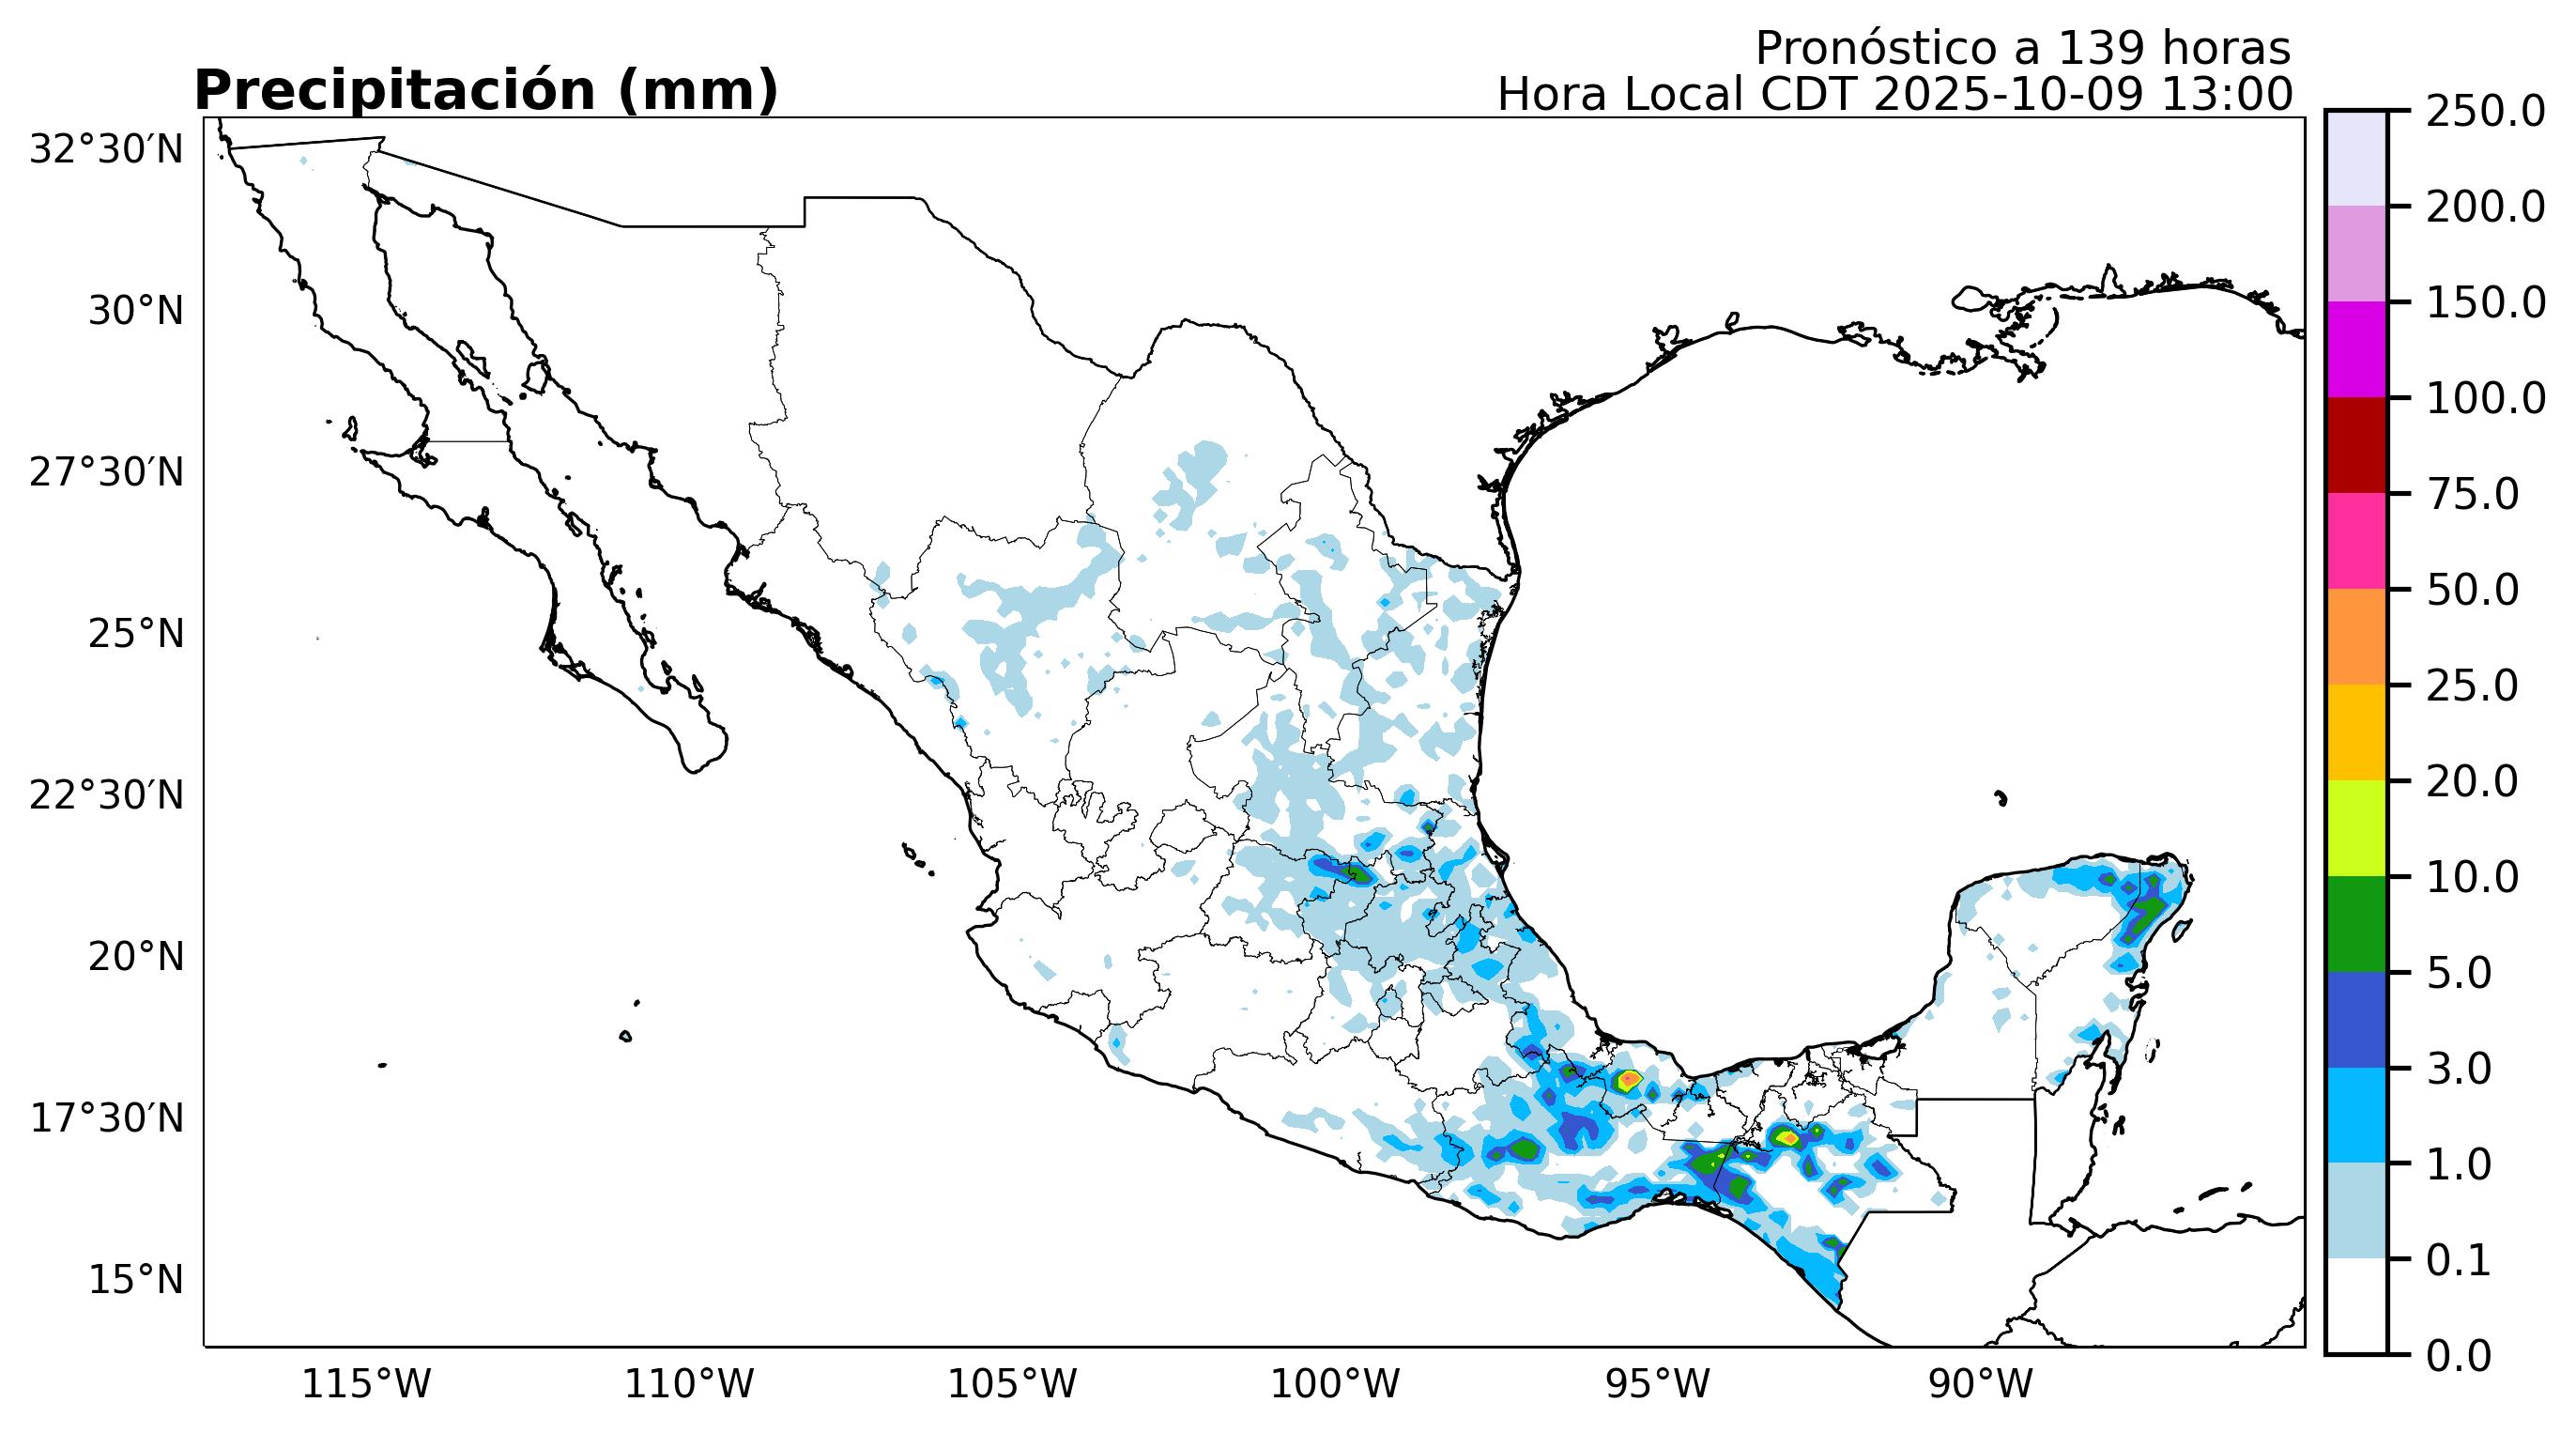 Pronóstico a 139 horas
Precipitación (mm)
Hora Local CDT 2025-10-09 13:00
32°30′N
30°N
27°30′N
25°N
22°30′N
20°N
17°30′N
15°N
115°W
110°W
105°W
100°W
95°W
90°W
250.0
200.0
150.0
100.0
75.0
50.0
25.0
20.0
10.0
5.0
3.0
1.0
0.1
0.0